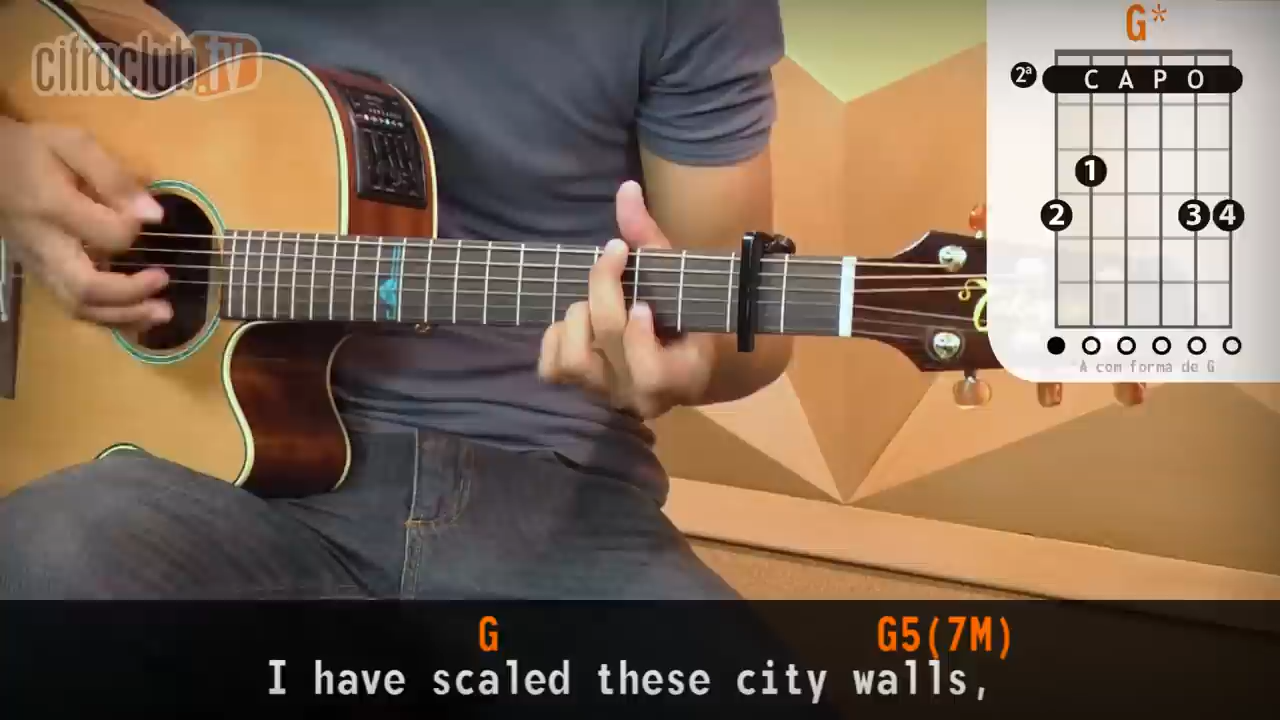 cifraclub.tv
G*
2ª
CAPO
1
2 3 4
*A com forma de G
G G5(7M)
I have scaled these city walls,